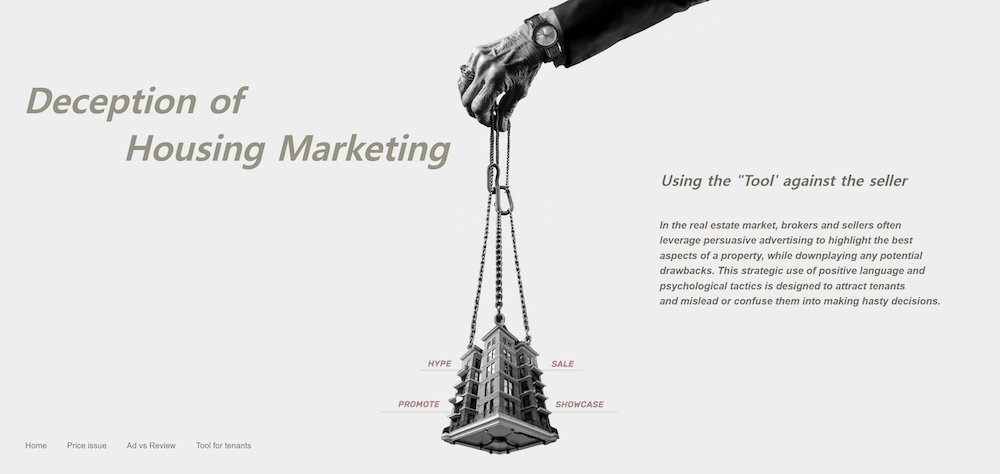 Deception of
Housing Marketing
Using the "Tool' against the seller
In the real estate market, brokers and sellers often
leverage persuasive advertising to highlight the best
aspects of a property, while downplaying any potential
drawbacks. This strategic use of positive language and
psychological tactics is designed to attract tenants
and mislead or confuse them into making hasty decisions.
HYPE
SALE
PROMOTE
SHOWCASE
Home
Price issue
Ad vs Review
Tool for tenants